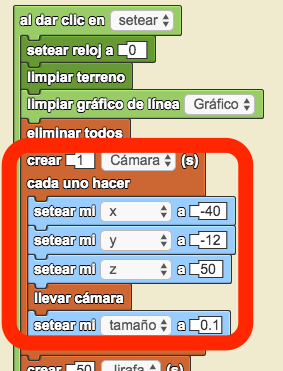 al dar clic en setear
setear reloj a 0
limpiar terreno
limpiar gráfico de línea Gráfico
eliminar todos
crear 1 Cámara (s)
cada uno hacer
setear mi x a -40
setear mi y a -12
setear mi z a 50
llevar cámara
setear mi tamaño a 0.1
crear 50 Jirafa (s)